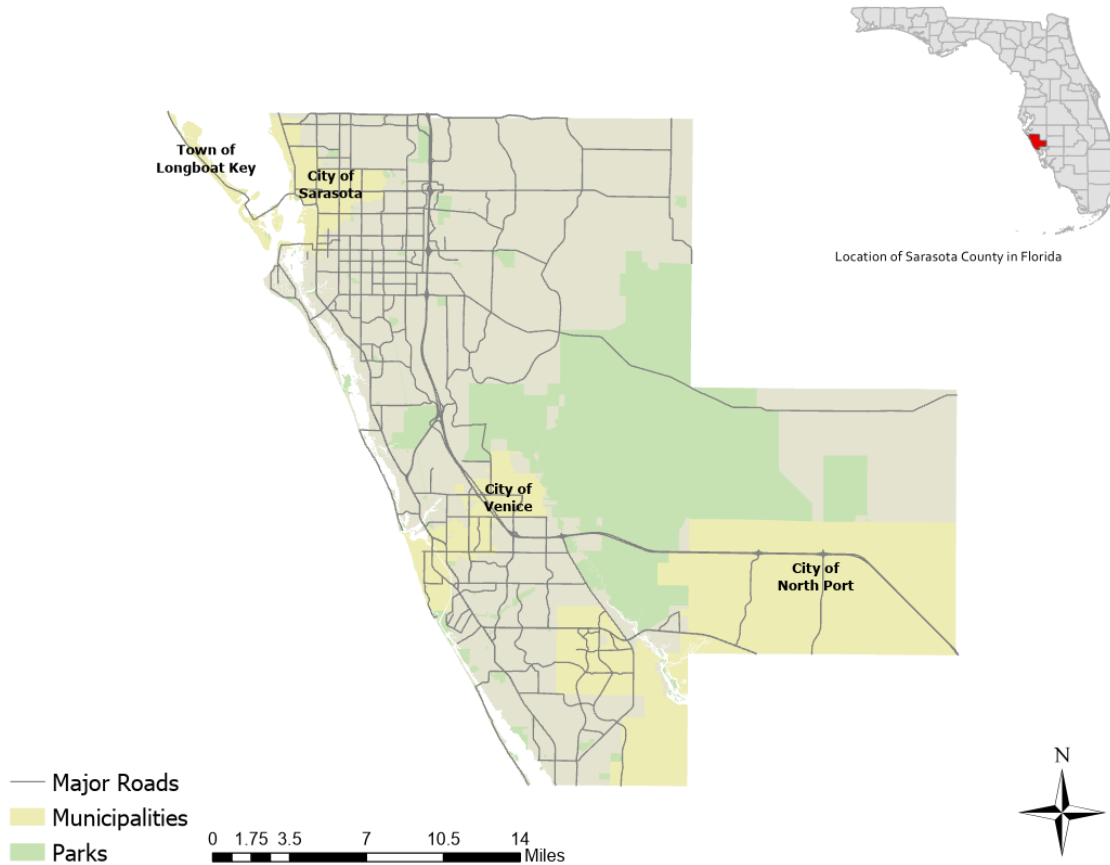 Town of
Longboat Key
City of
Sarasota
Location of Sarasota County in Florida
City of
Venice
City of
North Port
N
Major Roads
Municipalities
Parks
0 1.75 3.5 7 10.5 14
Miles